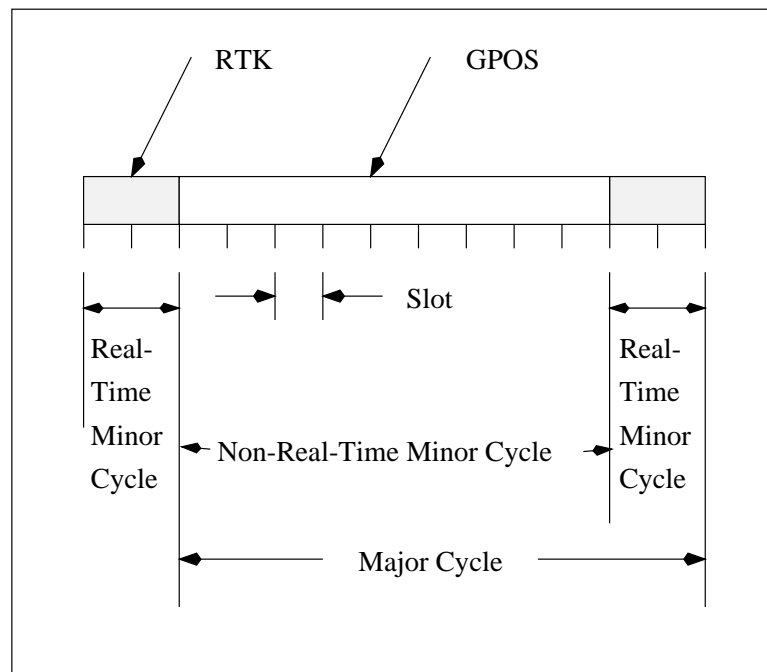 RTK
GPOS
Slot
Real-
Time
Minor
Cycle
Non-Real-Time Minor Cycle
Real-
Time
Minor
Cycle
Major Cycle